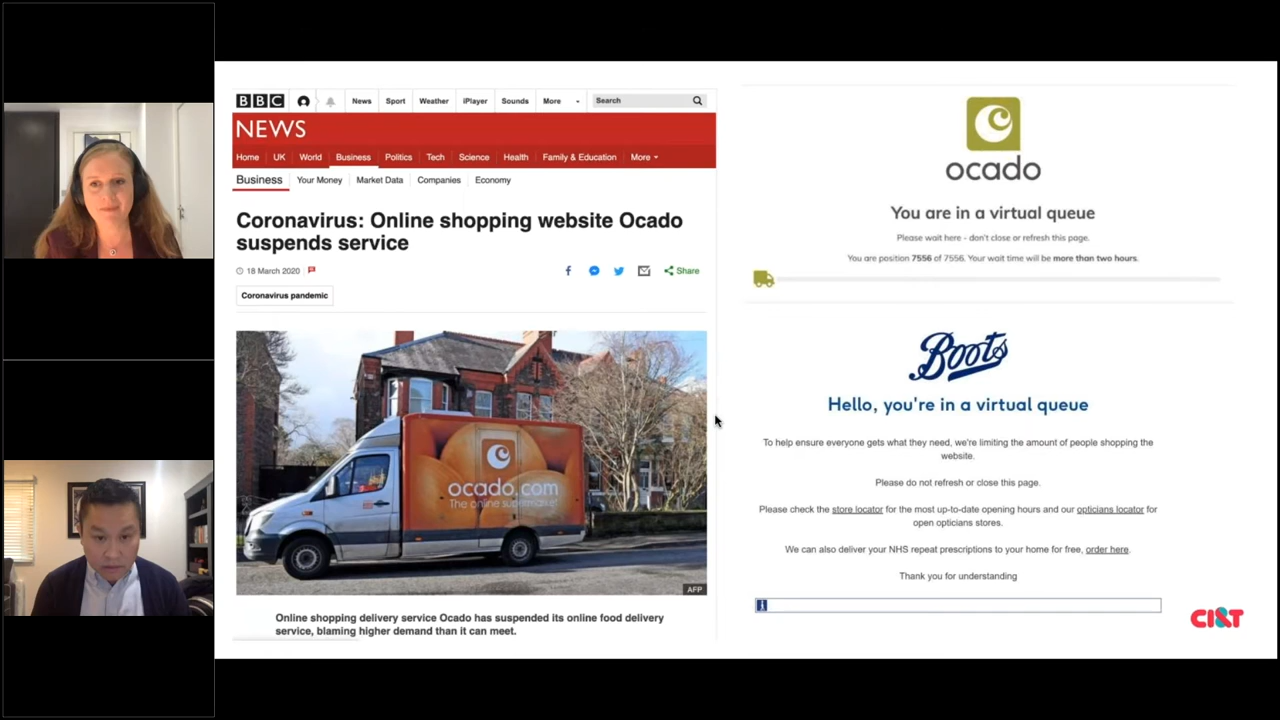 BBC
News Sport Weather iPlayer Sounds More Search
NEWS
Home UK World Business Politics Tech Science Health Family & Education More
Business Your Money Market Data Companies Economy
Coronavirus: Online shopping website Ocado
suspends service
18 March 2020
Share
Coronavirus pandemic
ocado.com
The online supermarket
AFP
Online shopping delivery service Ocado has suspended its online food delivery
service, blaming higher demand than it can meet.
ocado
You are in a virtual queue
Please wait here - don't close or refresh this page.
You are position 7556 of 7556. Your wait time will be more than two hours.
Boots
Hello, you're in a virtual queue
To help ensure everyone gets what they need, we're limiting the amount of people shopping the
website.
Please do not refresh or close this page.
Please check the store locator for the most up-to-date opening hours and our opticians locator for
open opticians stores.
We can also deliver your NHS repeat prescriptions to your home for free, order here.
Thank you for understanding
CI&T